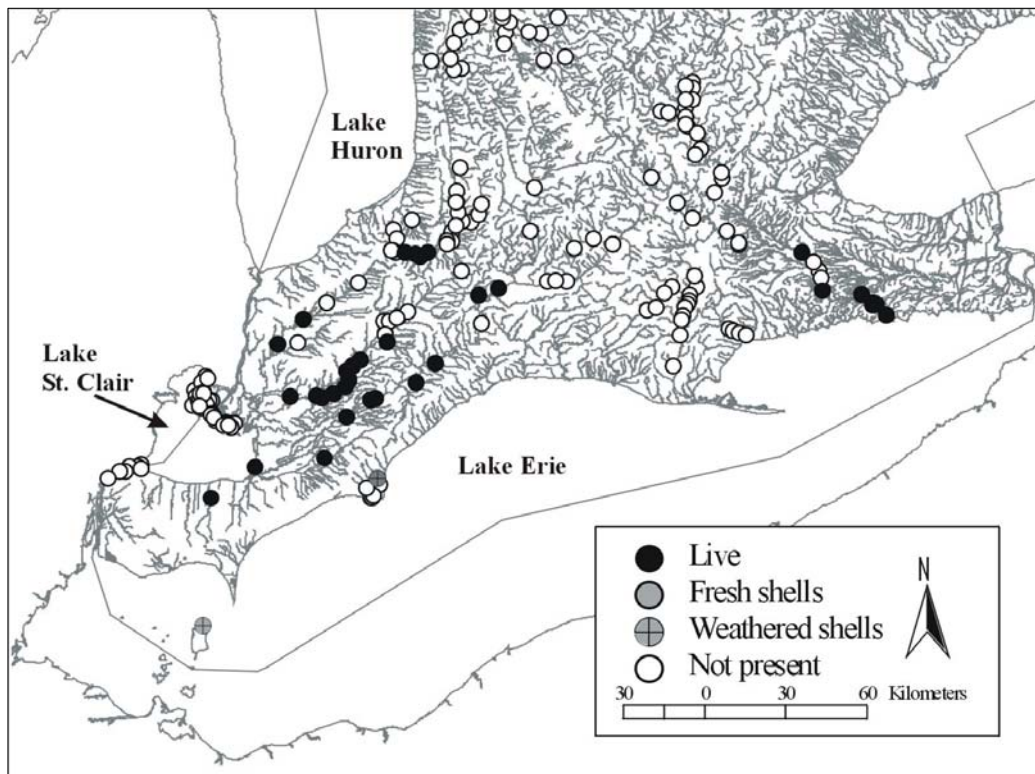 Lake
Huron
Lake
St. Clair
Lake Erie
Live
Fresh shells
Weathered shells
Not present
N
30 0 30 60 Kilometers